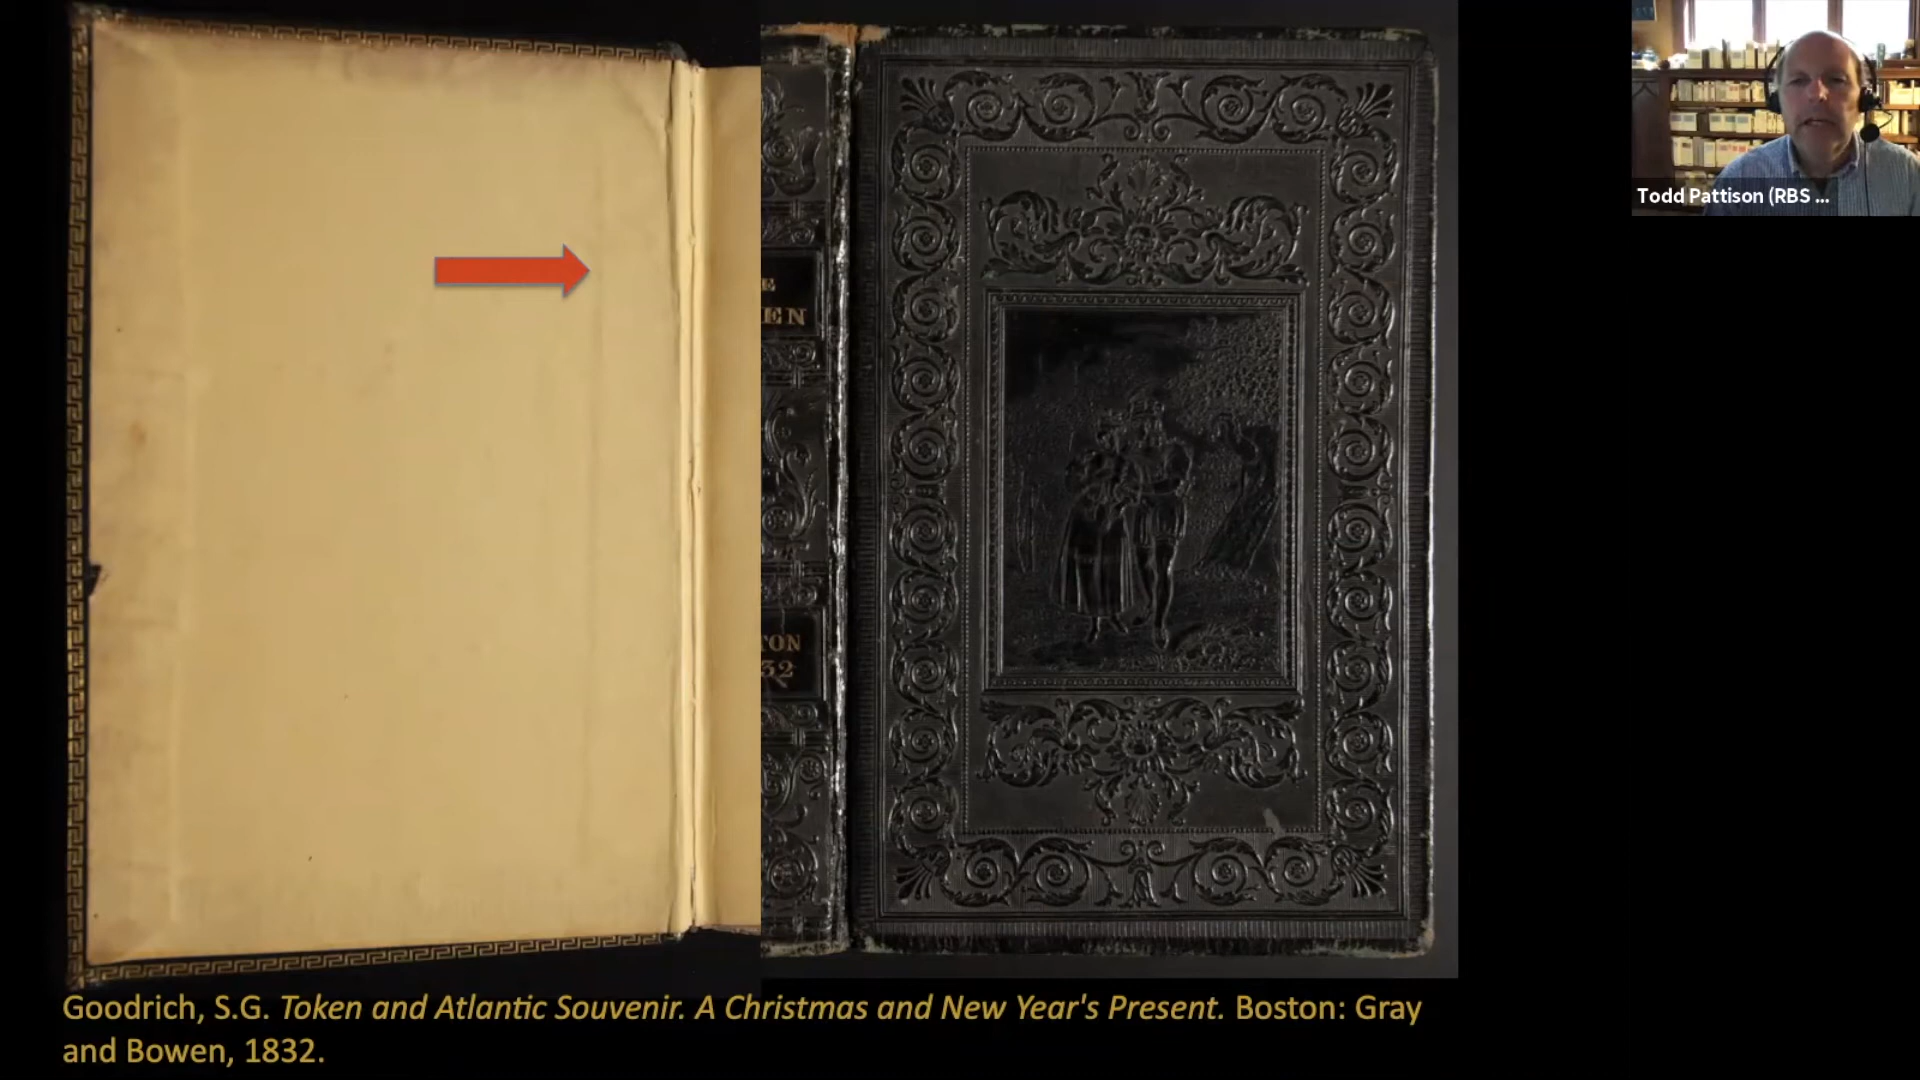 Todd Pattison (RBS ...
E
EN
TON
32
Goodrich, S.G. Token and Atlantic Souvenir. A Christmas and New Year's Present. Boston: Gray
and Bowen, 1832.